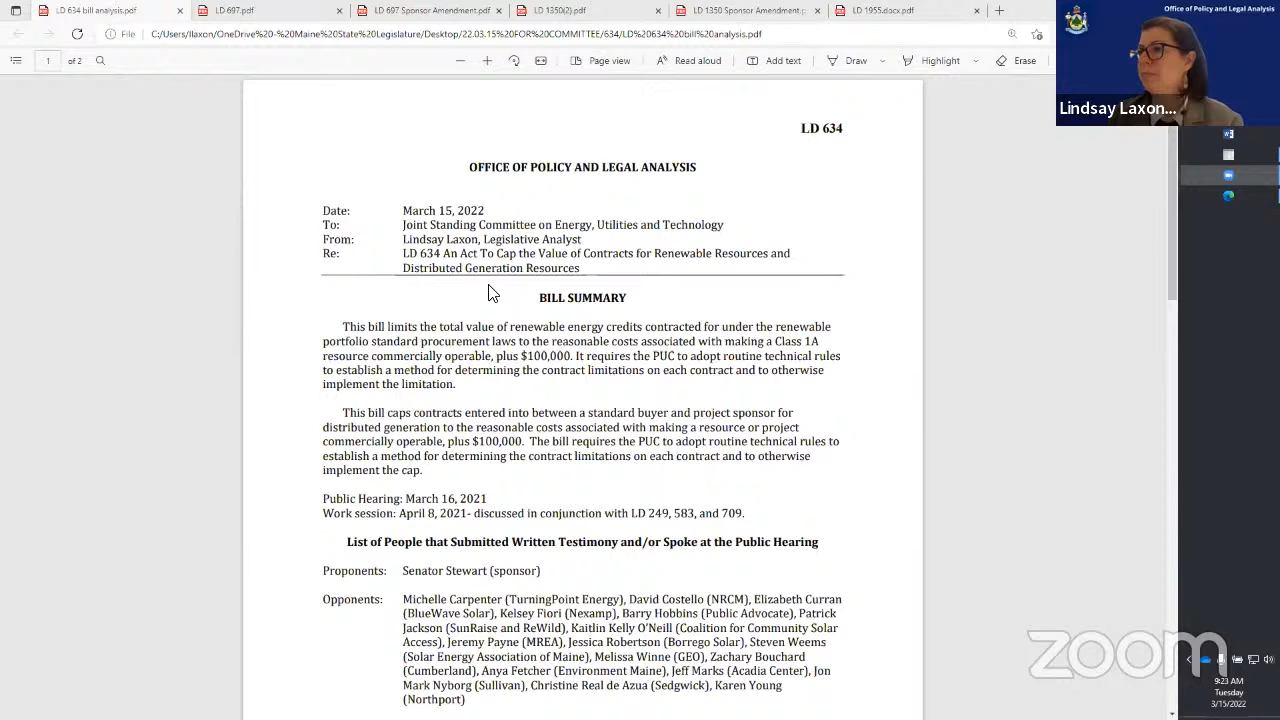 LD 634 bill analysis.pdf
LD 697.pdf
LD 697 Sponsor Amendment.pdf
LD 1350(2).pdf
LD 1350 Sponsor Amendment.p
LD 1955.docx.pdf
File
C:/Users/llaxon/OneDrive%20-%20Maine%20State%20Legislature/Desktop/22.03.15%20FOR%20COMMITTEE/634/LD%20634%20bill%20analysis.pdf
1 of 2
Page view
Read aloud
Add text
Draw
Highlight
Erase
Office of Policy and Legal Analysis
Lindsay Laxon...
LD 634
OFFICE OF POLICY AND LEGAL ANALYSIS
Date: March 15, 2022
To: Joint Standing Committee on Energy, Utilities and Technology
From: Lindsay Laxon, Legislative Analyst
Re: LD 634 An Act To Cap the Value of Contracts for Renewable Resources and
Distributed Generation Resources
BILL SUMMARY
This bill limits the total value of renewable energy credits contracted for under the renewable
portfolio standard procurement laws to the reasonable costs associated with making a Class 1A
resource commercially operable, plus $100,000. It requires the PUC to adopt routine technical rules
to establish a method for determining the contract limitations on each contract and to otherwise
implement the limitation.
This bill caps contracts entered into between a standard buyer and project sponsor for
distributed generation to the reasonable costs associated with making a resource or project
commercially operable, plus $100,000. The bill requires the PUC to adopt routine technical rules to
establish a method for determining the contract limitations on each contract and to otherwise
implement the cap.
Public Hearing: March 16, 2021
Work session: April 8, 2021- discussed in conjunction with LD 249, 583, and 709.
List of People that Submitted Written Testimony and/or Spoke at the Public Hearing
Proponents: Senator Stewart (sponsor)
Opponents: Michelle Carpenter (TurningPoint Energy), David Costello (NRCM), Elizabeth Curran
(BlueWave Solar), Kelsey Fiori (Nexamp), Barry Hobbins (Public Advocate), Patrick
Jackson (SunRaise and ReWild), Kaitlin Kelly O'Neill (Coalition for Community Solar
Access), Jeremy Payne (MREA), Jessica Robertson (Borrego Solar), Steven Weems
(Solar Energy Association of Maine), Melissa Winne (GEO), Zachary Bouchard
(Cumberland), Anya Fetcher (Environment Maine), Jeff Marks (Acadia Center), Jon
Mark Nyborg (Sullivan), Christine Real de Azua (Sedgwick), Karen Young
(Northport)
zoom
9:23 AM
Tuesday
3/15/2022